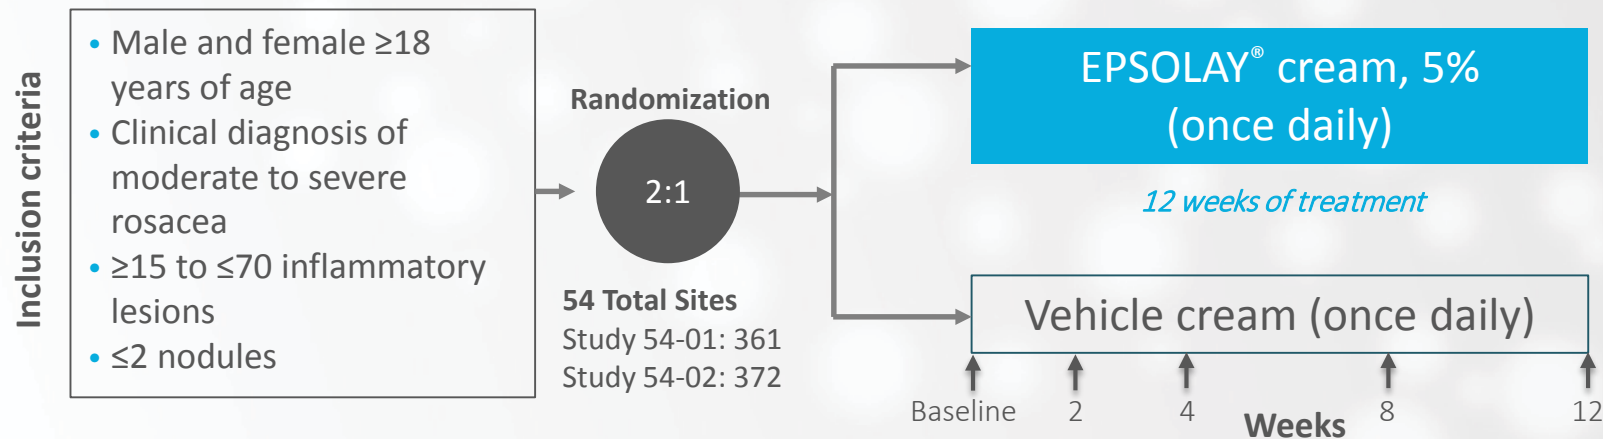 Inclusion criteria
• Male and female ≥18
years of age
• Clinical diagnosis of
moderate to severe
rosacea
• ≥15 to ≤70 inflammatory
lesions
• ≤2 nodules
Randomization
2:1
54 Total Sites
Study 54-01: 361
Study 54-02: 372
EPSOLAY® cream, 5%
(once daily)
12 weeks of treatment
Vehicle cream (once daily)
Baseline 2 4 8 12
Weeks